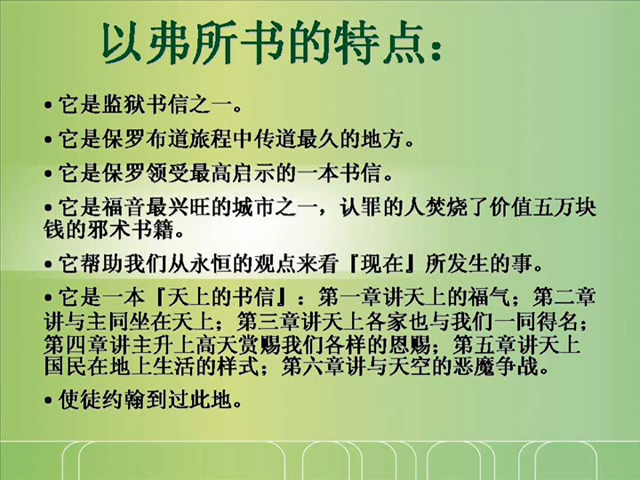 以弗所书的特点：
• 它是监狱书信之一。
• 它是保罗布道旅程中传道最久的地方。
• 它是保罗领受最高启示的一本书信。
• 它是福音最兴旺的城市之一，认罪的人焚烧了价值五万块
钱的邪术书籍。
• 它帮助我们从永恒的观点来看『现在』所发生的事。
• 它是一本『天上的书信』：第一章讲天上的福气；第二章
讲与主同坐在天上；第三章讲天上各家也与我们一同得名；
第四章讲主升上高天赏赐我们各样的恩赐；第五章讲天上
国民在地上生活的样式；第六章讲与天空的恶魔争战。
• 使徒约翰到过此地。